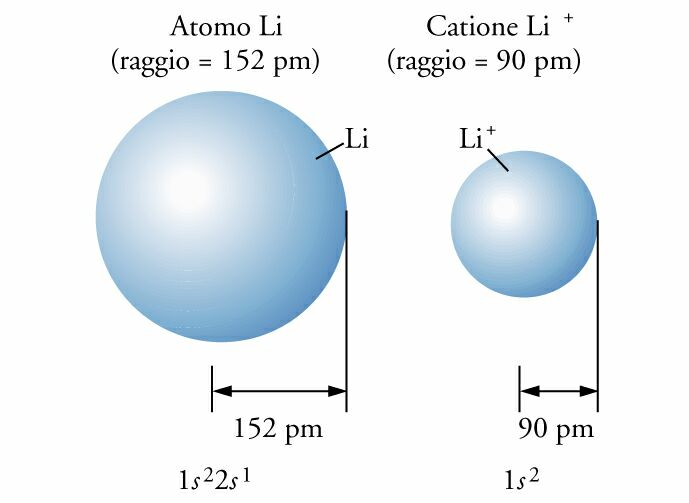 Atomo Li
(raggio = 152 pm)
Catione Li +
(raggio = 90 pm)
Li
Li+
152 pm
90 pm
1s²2s¹
1s²